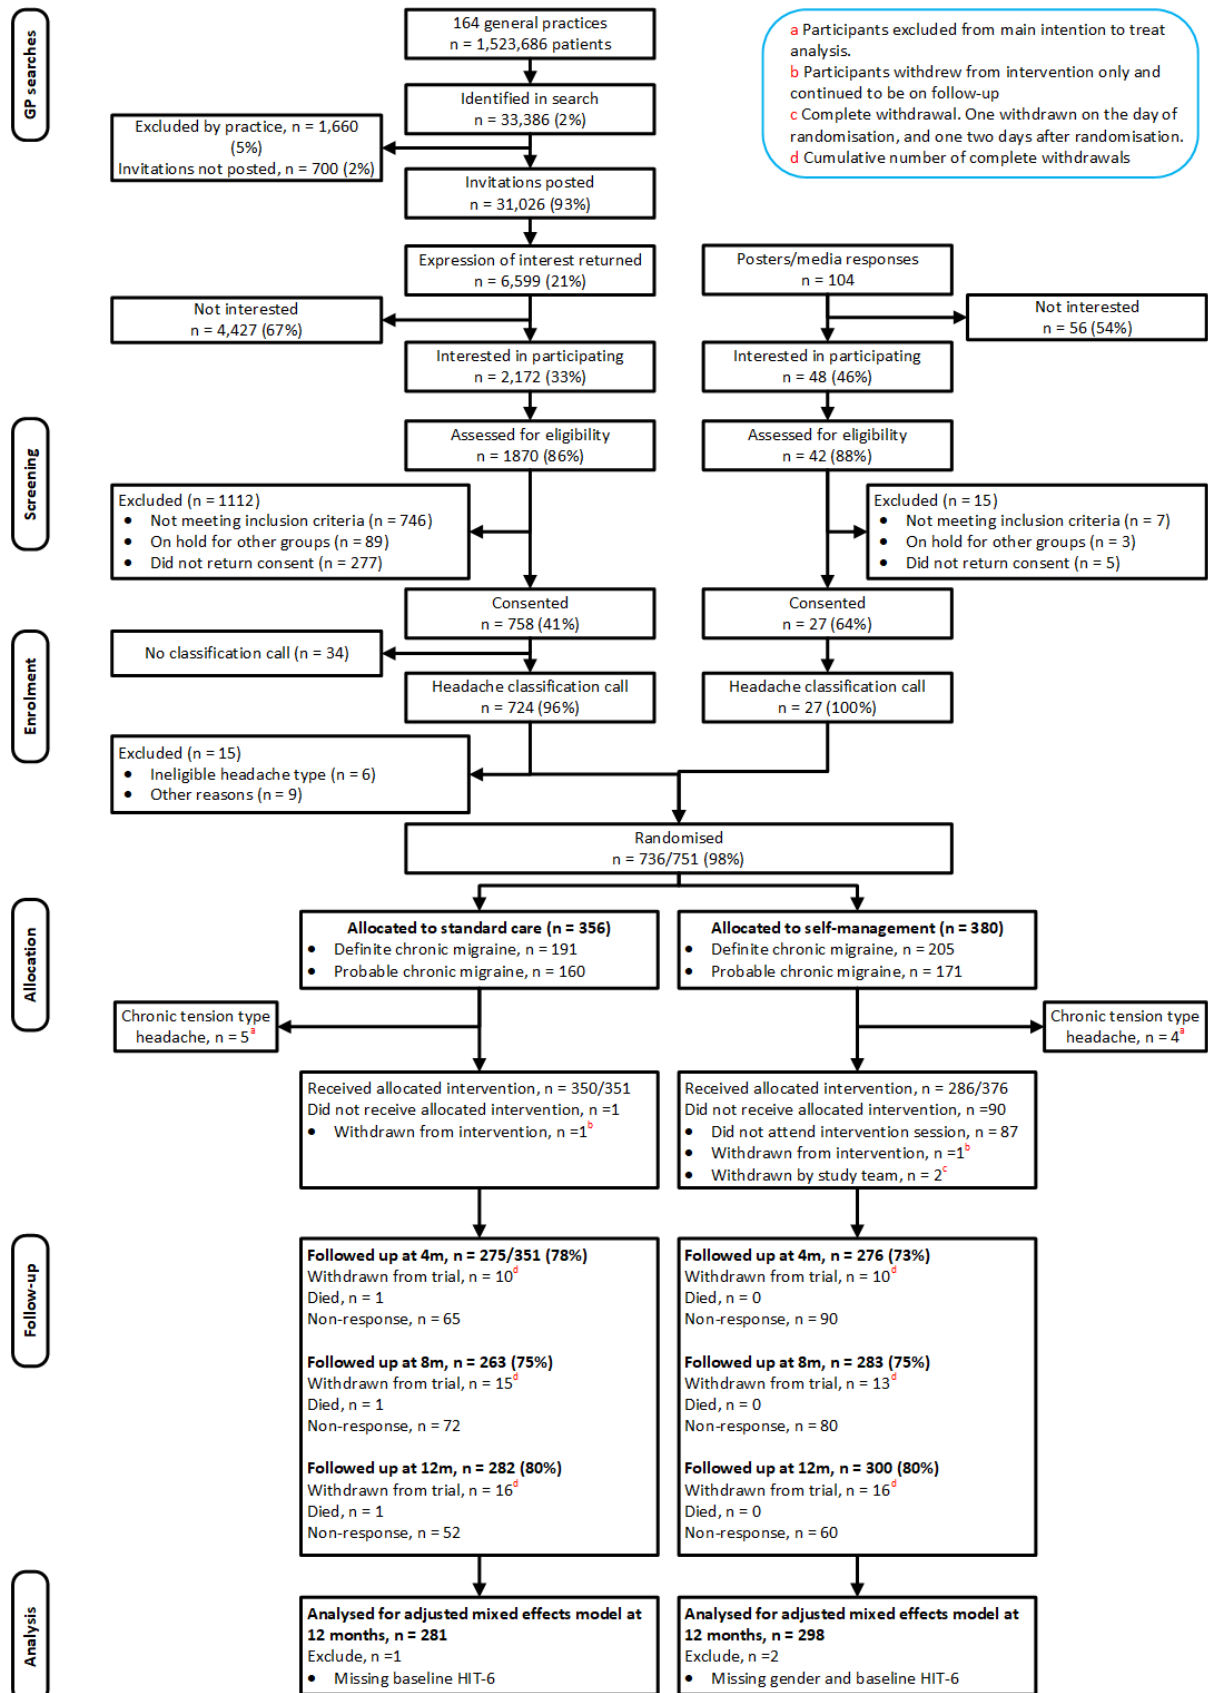 GP searches
164 general practices
n = 1,523,686 patients
a Participants excluded from main intention to treat
analysis.
b Participants withdrew from intervention only and
continued to be on follow-up
c Complete withdrawal. One withdrawn on the day of
randomisation, and one two days after randomisation.
d Cumulative number of complete withdrawals
Identified in search
n = 33,386 (2%)
Excluded by practice, n = 1,660
(5%)
Invitations not posted, n = 700 (2%)
Invitations posted
n = 31,026 (93%)
Expression of interest returned
n = 6,599 (21%)
Posters/media responses
n = 104
Not interested
n = 4,427 (67%)
Not interested
n = 56 (54%)
Interested in participating
n = 2,172 (33%)
Interested in participating
n = 48 (46%)
Screening
Assessed for eligibility
n = 1870 (86%)
Assessed for eligibility
n = 42 (88%)
Excluded (n = 1112)
• Not meeting inclusion criteria (n = 746)
• On hold for other groups (n = 89)
• Did not return consent (n = 277)
Excluded (n = 15)
• Not meeting inclusion criteria (n = 7)
• On hold for other groups (n = 3)
• Did not return consent (n = 5)
Consented
n = 758 (41%)
Consented
n = 27 (64%)
Enrolment
No classification call (n = 34)
Headache classification call
n = 724 (96%)
Headache classification call
n = 27 (100%)
Excluded (n = 15)
• Ineligible headache type (n = 6)
• Other reasons (n = 9)
Randomised
n = 736/751 (98%)
Allocation
Allocated to standard care (n = 356)
• Definite chronic migraine, n = 191
• Probable chronic migraine, n = 160
Allocated to self-management (n = 380)
• Definite chronic migraine, n = 205
• Probable chronic migraine, n = 171
Chronic tension type
headache, n = 5a
Chronic tension type
headache, n = 4a
Received allocated intervention, n = 350/351
Did not receive allocated intervention, n =1
• Withdrawn from intervention, n =1b
Received allocated intervention, n = 286/376
Did not receive allocated intervention, n =90
• Did not attend intervention session, n = 87
• Withdrawn from intervention, n =1b
• Withdrawn by study team, n = 2c
Follow-up
Followed up at 4m, n = 275/351 (78%)
Withdrawn from trial, n = 10d
Died, n = 1
Non-response, n = 65
Followed up at 8m, n = 263 (75%)
Withdrawn from trial, n = 15d
Died, n = 1
Non-response, n = 72
Followed up at 12m, n = 282 (80%)
Withdrawn from trial, n = 16d
Died, n = 1
Non-response, n = 52
Followed up at 4m, n = 276 (73%)
Withdrawn from trial, n = 10d
Died, n = 0
Non-response, n = 90
Followed up at 8m, n = 283 (75%)
Withdrawn from trial, n = 13d
Died, n = 0
Non-response, n = 80
Followed up at 12m, n = 300 (80%)
Withdrawn from trial, n = 16d
Died, n = 0
Non-response, n = 60
Analysis
Analysed for adjusted mixed effects model at
12 months, n = 281
Exclude, n =1
• Missing baseline HIT-6
Analysed for adjusted mixed effects model at
12 months, n = 298
Exclude, n =2
• Missing gender and baseline HIT-6